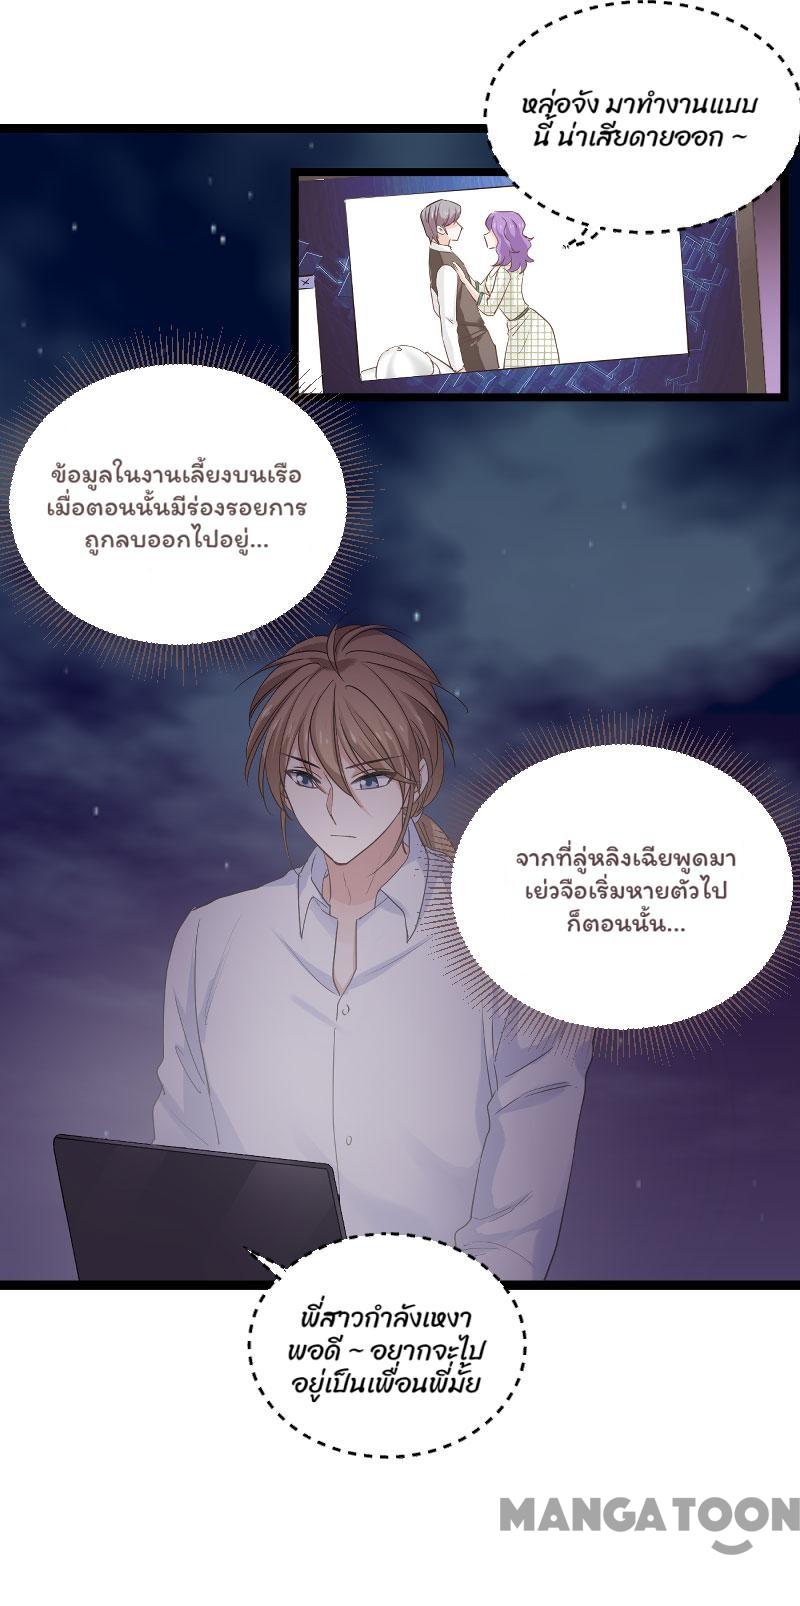 หล่อจัง มาทำงานแบบ
นี้ น่าเสียดายออก ~
ข้อมูลในงานเลี้ยงบนเรือ
เมื่อตอนนั้นมีร่องรอยการ
ถูกลบออกไปอยู่...
จากที่ลู่หลิงเฉียพูดมา
เย่วจือเริ่มหายตัวไป
ก็ตอนนั้น...
พี่สาวกำลังเหงา
พอดี ~ อยากจะไป
อยู่เป็นเพื่อนพี่มั้ย
MANGATOON